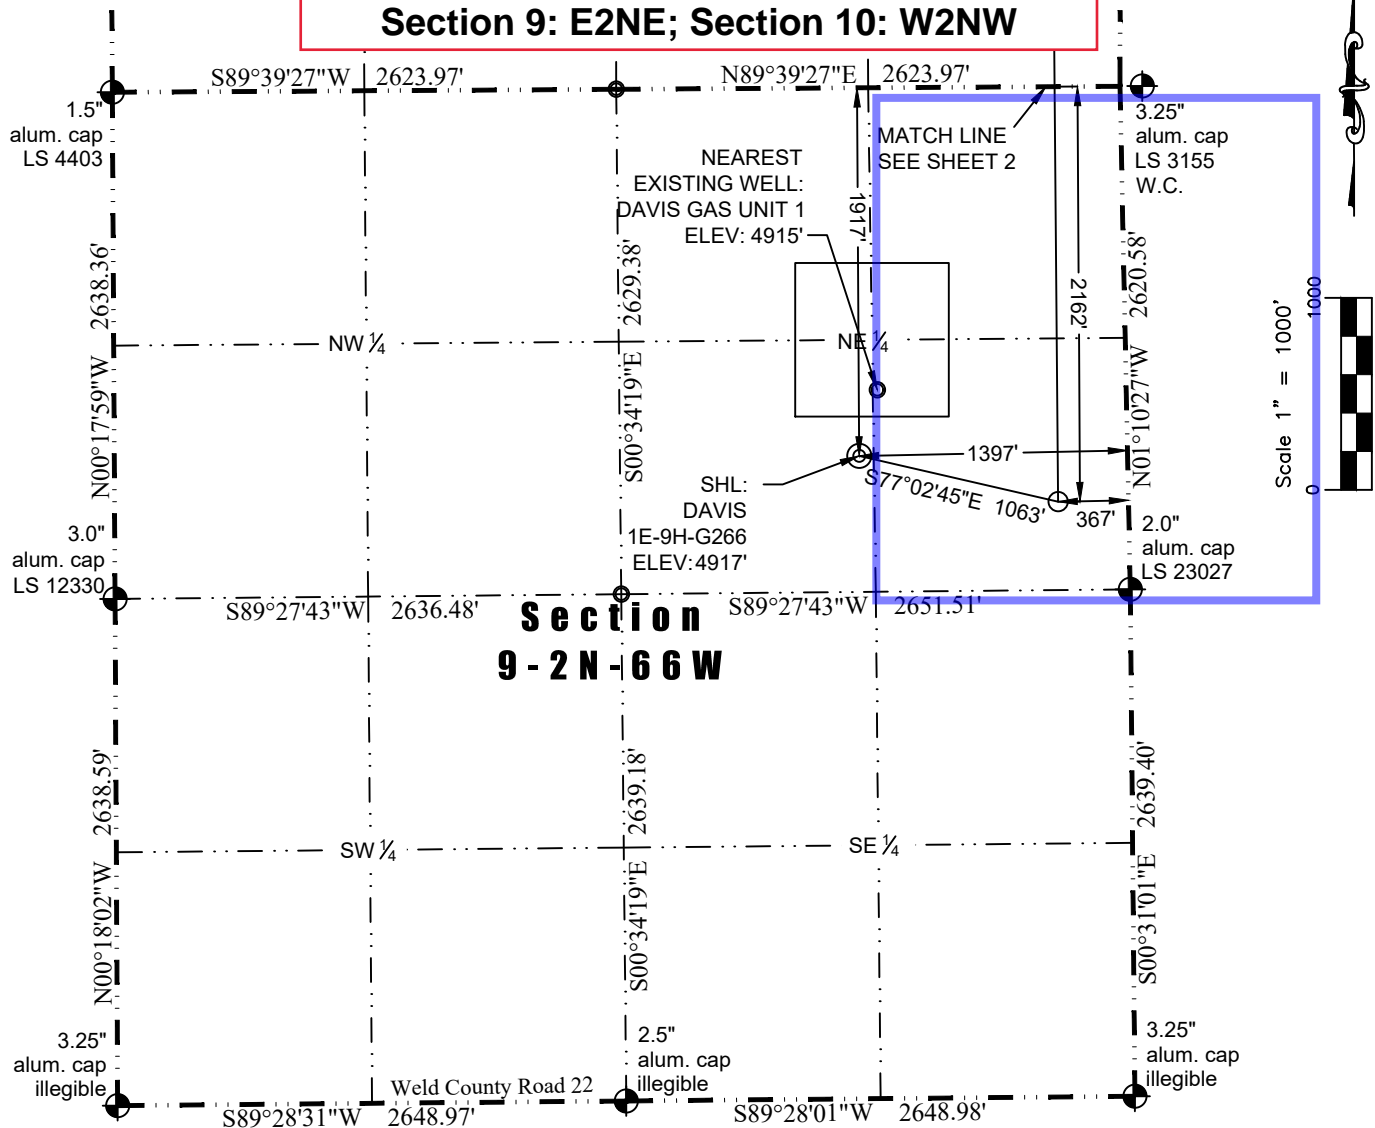 Section 9: E2NE; Section 10: W2NW
S89°39'27"W 2623.97'
N89°39'27"E 2623.97'
1.5"
alum. cap
LS 4403
3.25"
alum. cap
LS 3155
W.C.
MATCH LINE
SEE SHEET 2
NEAREST
EXISTING WELL:
DAVIS GAS UNIT 1
ELEV: 4915'
1917'
2162'
N00°17'59"W 2638.36'
S00°34'19"E 2629.38'
N01°10'27"W 2620.58'
Scale 1" = 1000'
0
1000
NW 1/4
NE 1/4
1397'
S77°02'45"E 1063'
367'
SHL:
DAVIS
1E-9H-G266
ELEV:4917'
3.0"
alum. cap
LS 12330
2.0"
alum. cap
LS 23027
S89°27'43"W 2636.48'
S89°27'43"W 2651.51'
Section
9-2N-66W
N00°18'02"W 2638.59'
S00°34'19"E 2639.18'
S00°31'01"E 2639.40'
SW 1/4
SE 1/4
3.25"
alum. cap
illegible
2.5"
alum. cap
illegible
3.25"
alum. cap
illegible
Weld County Road 22
S89°28'31"W 2648.97'
S89°28'01"W 2648.98'